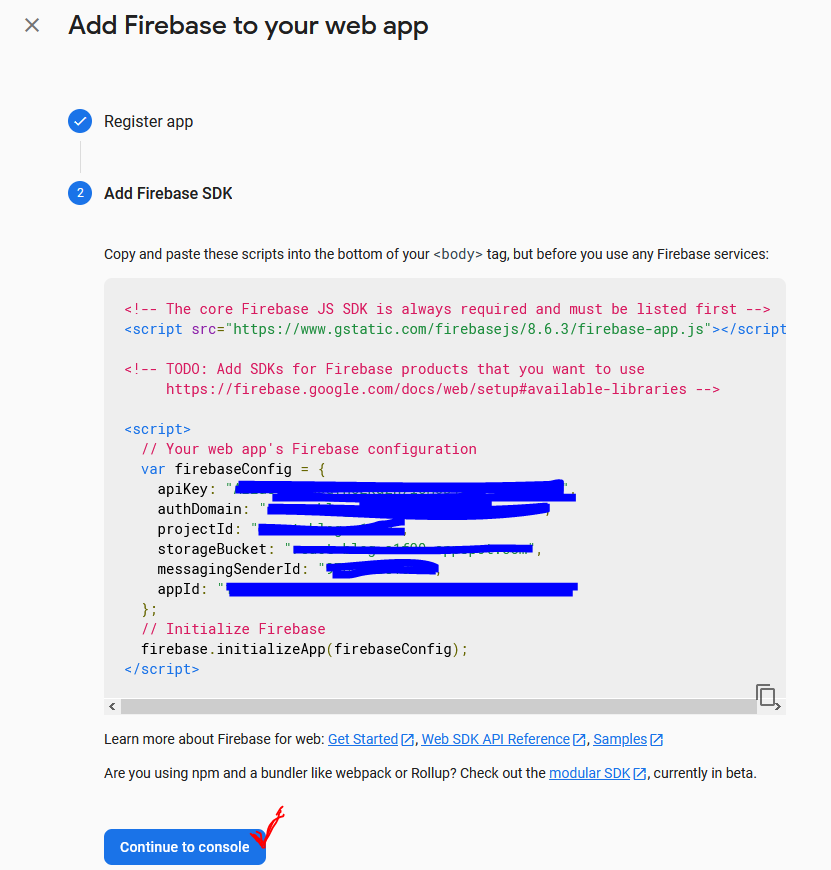 Add Firebase to your web app
Register app
2 Add Firebase SDK
Copy and paste these scripts into the bottom of your <body> tag, but before you use any Firebase services:
<!-- The core Firebase JS SDK is always required and must be listed first -->
<script src="https://www.gstatic.com/firebasejs/8.6.3/firebase-app.js"></script
<!-- TODO: Add SDKs for Firebase products that you want to use
https://firebase.google.com/docs/web/setup#available-libraries -->
<script>
// Your web app's Firebase configuration
var firebaseConfig = {
apiKey: "
authDomain: "
projectId: "
storageBucket: "
messagingSenderId: "
appId: "
};
// Initialize Firebase
firebase.initializeApp(firebaseConfig);
</script>
Learn more about Firebase for web: Get Started, Web SDK API Reference, Samples
Are you using npm and a bundler like webpack or Rollup? Check out the modular SDK, currently in beta.
Continue to console